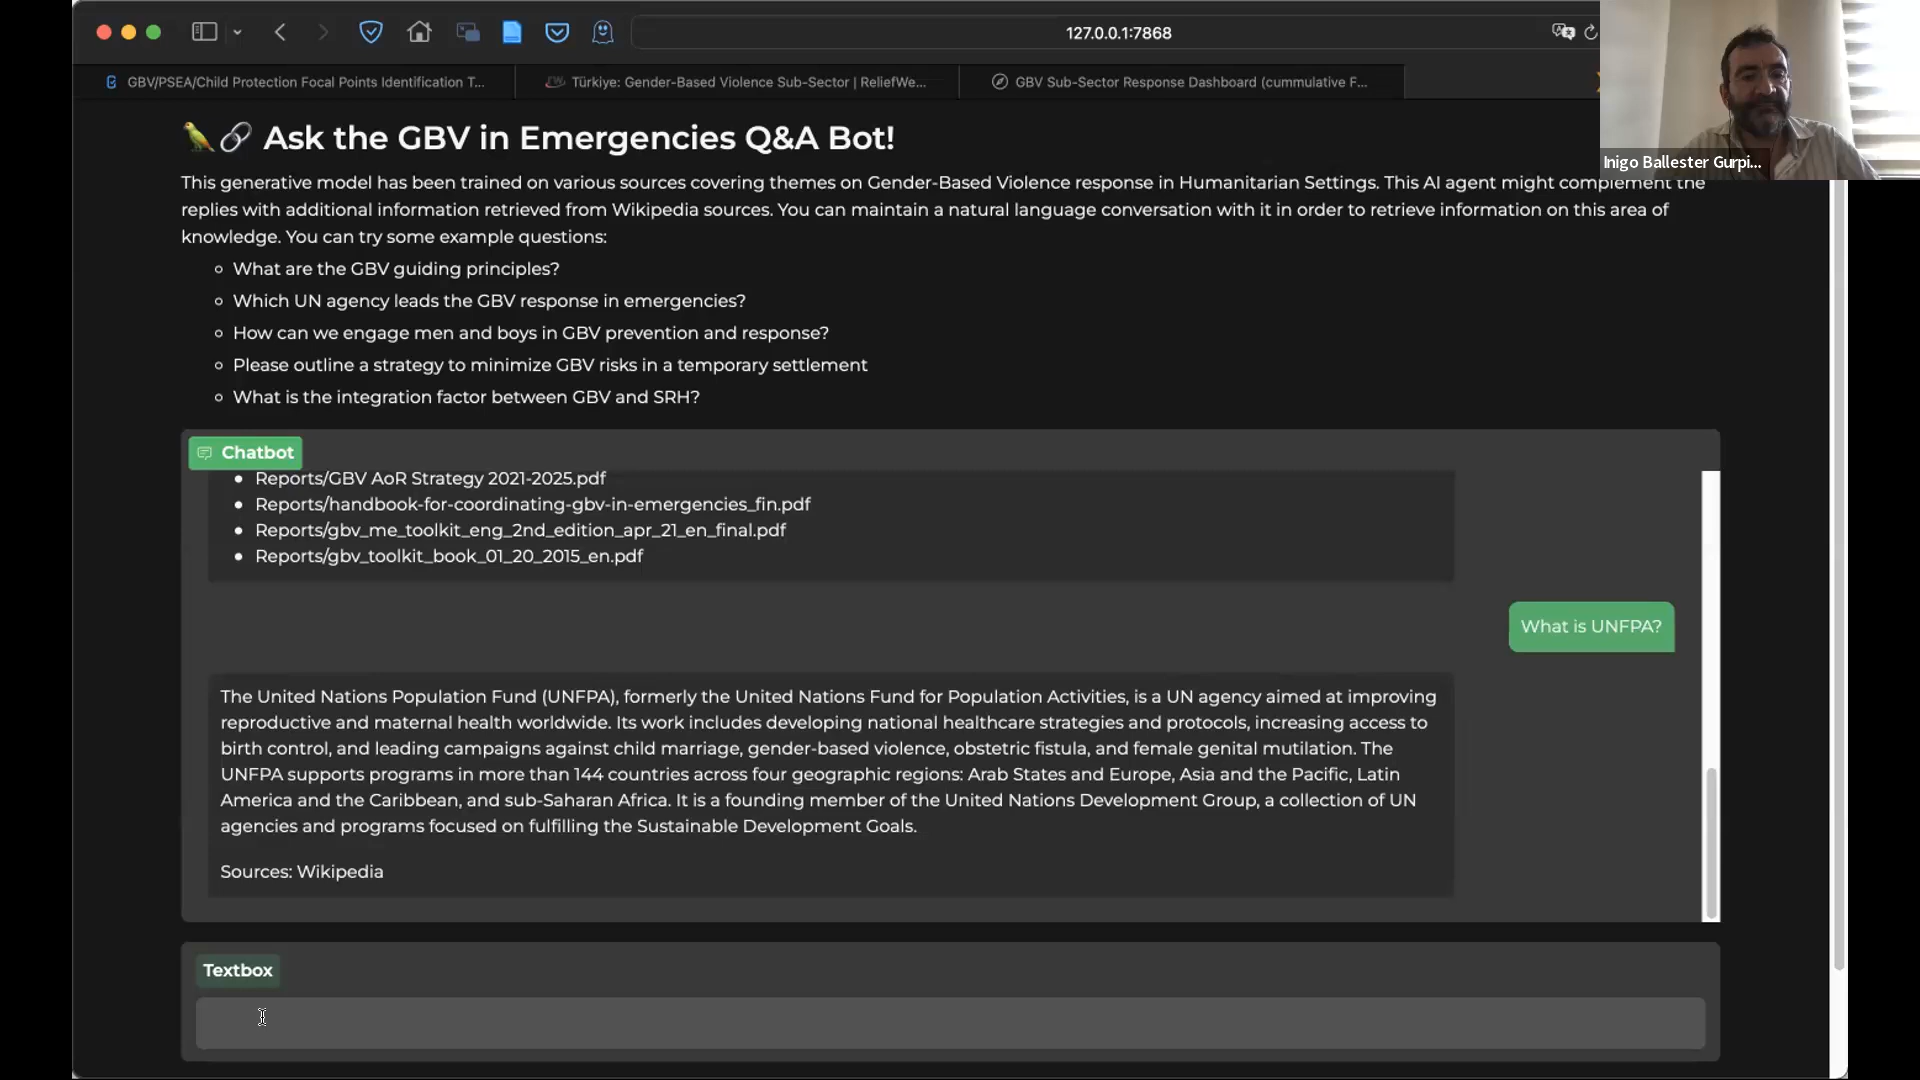 127.0.0.1:7868
GBV/PSEA/Child Protection Focal Points Identification T...
Türkiye: Gender-Based Violence Sub-Sector | ReliefWe...
GBV Sub-Sector Response Dashboard (cummulative F...
Inigo Ballester Gurpi...
🦜🔗 Ask the GBV in Emergencies Q&A Bot!
This generative model has been trained on various sources covering themes on Gender-Based Violence response in Humanitarian Settings. This AI agent might complement the
replies with additional information retrieved from Wikipedia sources. You can maintain a natural language conversation with it in order to retrieve information on this area of
knowledge. You can try some example questions:
What are the GBV guiding principles?
Which UN agency leads the GBV response in emergencies?
How can we engage men and boys in GBV prevention and response?
Please outline a strategy to minimize GBV risks in a temporary settlement
What is the integration factor between GBV and SRH?
Chatbot
Reports/GBV AoR Strategy 2021-2025.pdf
Reports/handbook-for-coordinating-gbv-in-emergencies_fin.pdf
Reports/gbv_me_toolkit_eng_2nd_edition_apr_21_en_final.pdf
Reports/gbv_toolkit_book_01_20_2015_en.pdf
What is UNFPA?
The United Nations Population Fund (UNFPA), formerly the United Nations Fund for Population Activities, is a UN agency aimed at improving
reproductive and maternal health worldwide. Its work includes developing national healthcare strategies and protocols, increasing access to
birth control, and leading campaigns against child marriage, gender-based violence, obstetric fistula, and female genital mutilation. The
UNFPA supports programs in more than 144 countries across four geographic regions: Arab States and Europe, Asia and the Pacific, Latin
America and the Caribbean, and sub-Saharan Africa. It is a founding member of the United Nations Development Group, a collection of UN
agencies and programs focused on fulfilling the Sustainable Development Goals.
Sources: Wikipedia
Textbox